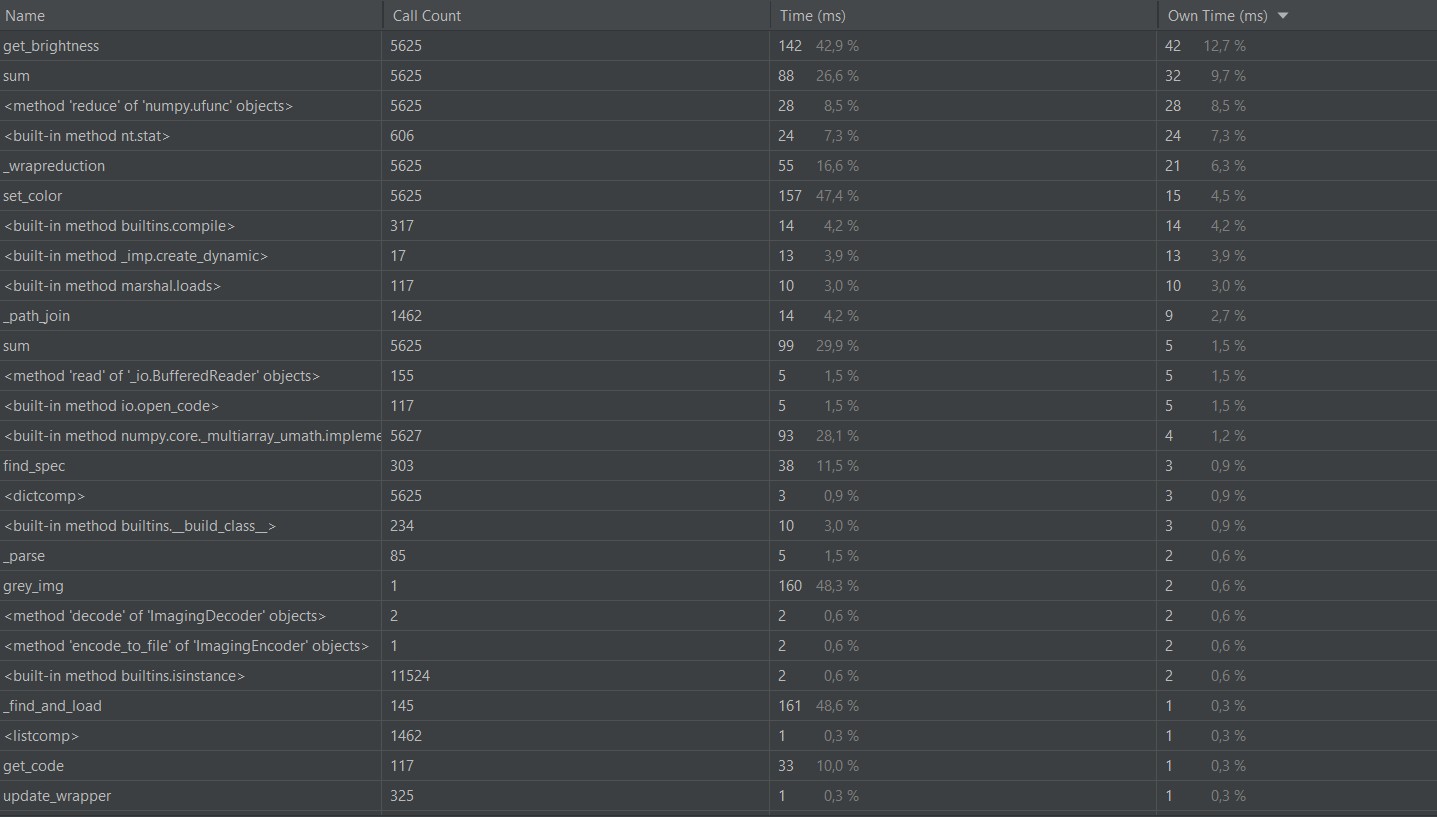 Name Call Count Time (ms) Own Time (ms)
get_brightness 5625 142 42,9 % 42 12,7 %
sum 5625 88 26,6 % 32 9,7 %
<method 'reduce' of 'numpy.ufunc' objects> 5625 28 8,5 % 28 8,5 %
<built-in method nt.stat> 606 24 7,3 % 24 7,3 %
_wrapreduction 5625 55 16,6 % 21 6,3 %
set_color 5625 157 47,4 % 15 4,5 %
<built-in method builtins.compile> 317 14 4,2 % 14 4,2 %
<built-in method _imp.create_dynamic> 17 13 3,9 % 13 3,9 %
<built-in method marshal.loads> 117 10 3,0 % 10 3,0 %
_path_join 1462 14 4,2 % 9 2,7 %
sum 5625 99 29,9 % 5 1,5 %
<method 'read' of '_io.BufferedReader' objects> 155 5 1,5 % 5 1,5 %
<built-in method io.open_code> 117 5 1,5 % 5 1,5 %
<built-in method numpy.core._multiarray_umath.impleme 5627 93 28,1 % 4 1,2 %
find_spec 303 38 11,5 % 3 0,9 %
<dictcomp> 5625 3 0,9 % 3 0,9 %
<built-in method builtins.__build_class__> 234 10 3,0 % 3 0,9 %
_parse 85 5 1,5 % 2 0,6 %
grey_img 1 160 48,3 % 2 0,6 %
<method 'decode' of 'ImagingDecoder' objects> 2 2 0,6 % 2 0,6 %
<method 'encode_to_file' of 'ImagingEncoder' objects> 1 2 0,6 % 2 0,6 %
<built-in method builtins.isinstance> 11524 2 0,6 % 2 0,6 %
_find_and_load 145 161 48,6 % 1 0,3 %
<listcomp> 1462 1 0,3 % 1 0,3 %
get_code 117 33 10,0 % 1 0,3 %
update_wrapper 325 1 0,3 % 1 0,3 %